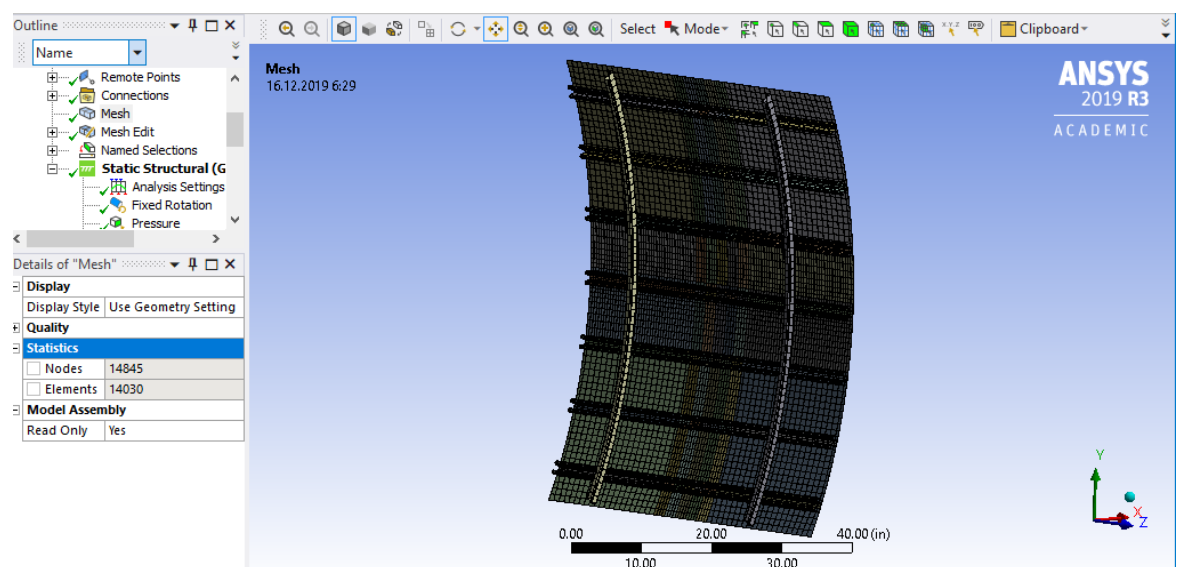 Outline
Name
Remote Points
Connections
Mesh
Mesh Edit
Named Selections
Static Structural (G
Analysis Settings
Fixed Rotation
Pressure
Details of "Mesh"
Display
Display Style Use Geometry Setting
Quality
Statistics
Nodes 14845
Elements 14030
Model Assembly
Read Only Yes
Select Mode Clipboard
Mesh
16.12.2019 6:29
ANSYS
2019 R3
ACADEMIC
0.00 20.00 40.00 (in)
10.00 30.00
Y
X
Z